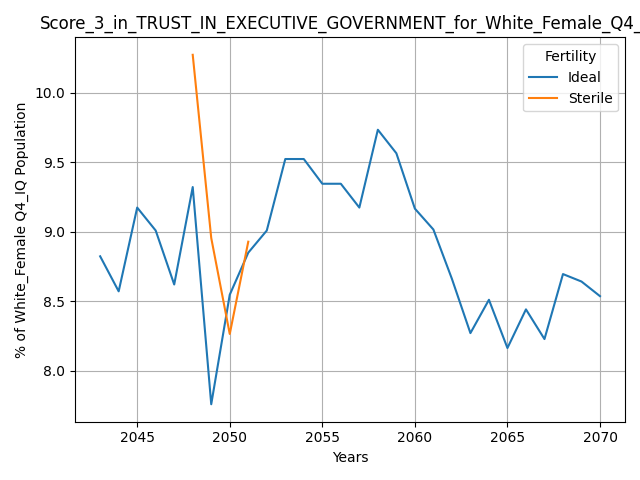 Score_3_in_TRUST_IN_EXECUTIVE_GOVERNMENT_for_White_Female_Q4_
Fertility
Ideal
Sterile
% of White_Female Q4_IQ Population
10.0
9.5
9.0
8.5
8.0
2045 2050 2055 2060 2065 2070
Years